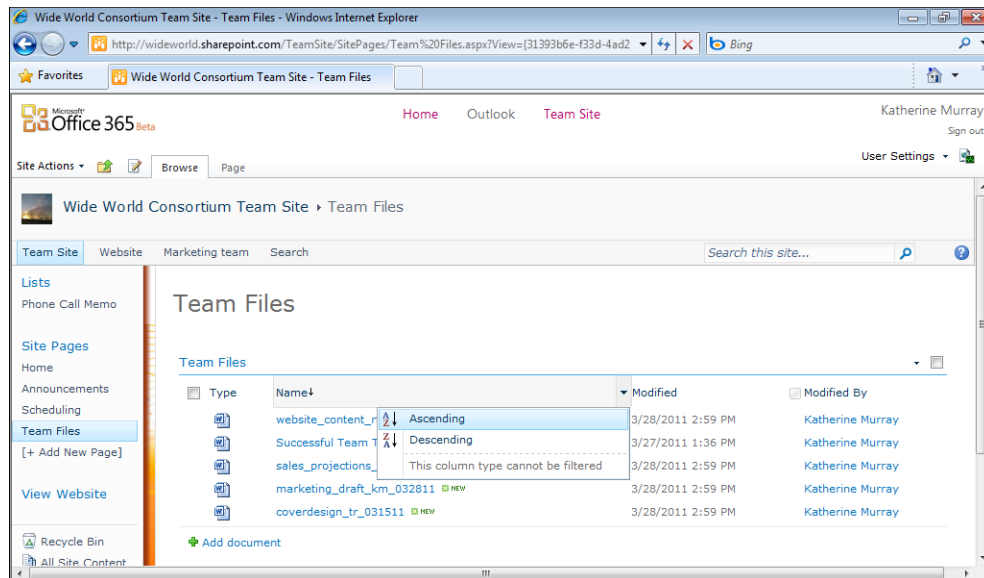 Wide World Consortium Team Site - Team Files - Windows Internet Explorer
http://wideworld.sharepoint.com/TeamSite/SitePages/Team%20Files.aspx?View={31393b6e-f33d-4ad2
Bing
Favorites
Wide World Consortium Team Site - Team Files
Microsoft®
Office 365 Beta
Home Outlook Team Site
Katherine Murray
Sign out
Site Actions
Browse Page
User Settings
Wide World Consortium Team Site › Team Files
Team Site Website Marketing team Search
Search this site...
Lists
Phone Call Memo
Site Pages
Home
Announcements
Scheduling
Team Files
[+ Add New Page]
View Website
Recycle Bin
All Site Content
Team Files
Team Files
Type Name Modified Modified By
website_content_r 3/28/2011 2:59 PM Katherine Murray
Successful Team T 3/27/2011 1:36 PM Katherine Murray
sales_projections_ 3/28/2011 2:59 PM Katherine Murray
marketing_draft_km_032811 NEW 3/28/2011 2:59 PM Katherine Murray
coverdesign_tr_031511 NEW 3/28/2011 2:59 PM Katherine Murray
Ascending
Descending
This column type cannot be filtered
Add document